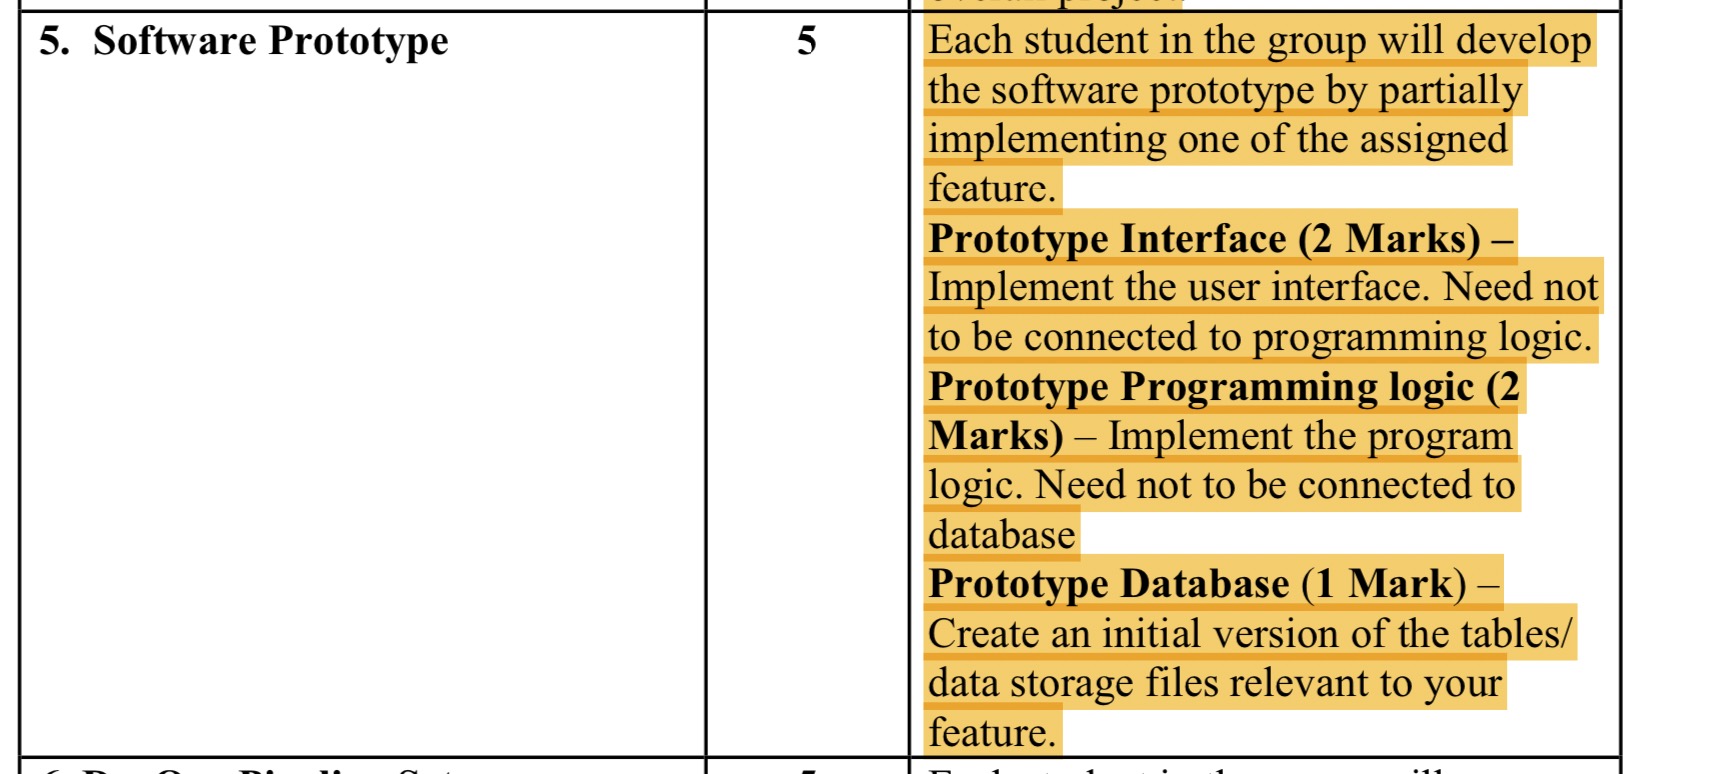 overall project.
5. Software Prototype
5
Each student in the group will develop
the software prototype by partially
implementing one of the assigned
feature.
Prototype Interface (2 Marks) –
Implement the user interface. Need not
to be connected to programming logic.
Prototype Programming logic (2
Marks) – Implement the program
logic. Need not to be connected to
database
Prototype Database (1 Mark) –
Create an initial version of the tables/
data storage files relevant to your
feature.